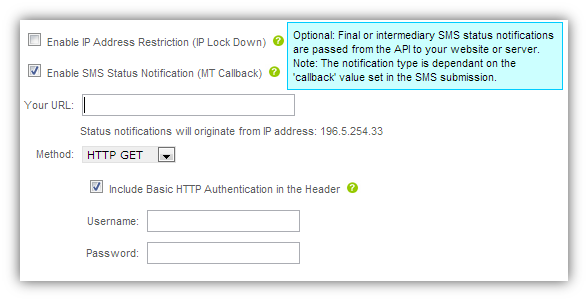 Enable IP Address Restriction (IP Lock Down) ?
Optional: Final or intermediary SMS status notifications
are passed from the API to your website or server.
Note: The notification type is dependant on the
'callback' value set in the SMS submission.
Enable SMS Status Notification (MT Callback) ?
Your URL:
Status notifications will originate from IP address: 196.5.254.33
Method: HTTP GET
Include Basic HTTP Authentication in the Header ?
Username:
Password: